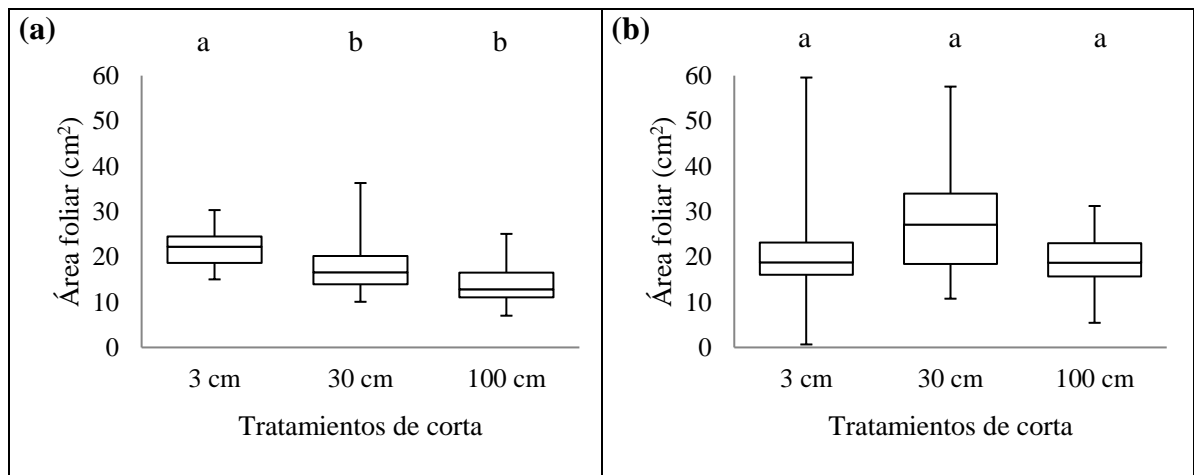 (a)
a b b
Área foliar (cm²)
60
50
40
30
20
10
0
3 cm 30 cm 100 cm
Tratamientos de corta
(b)
a a a
Área foliar (cm²)
60
50
40
30
20
10
0
3 cm 30 cm 100 cm
Tratamientos de corta